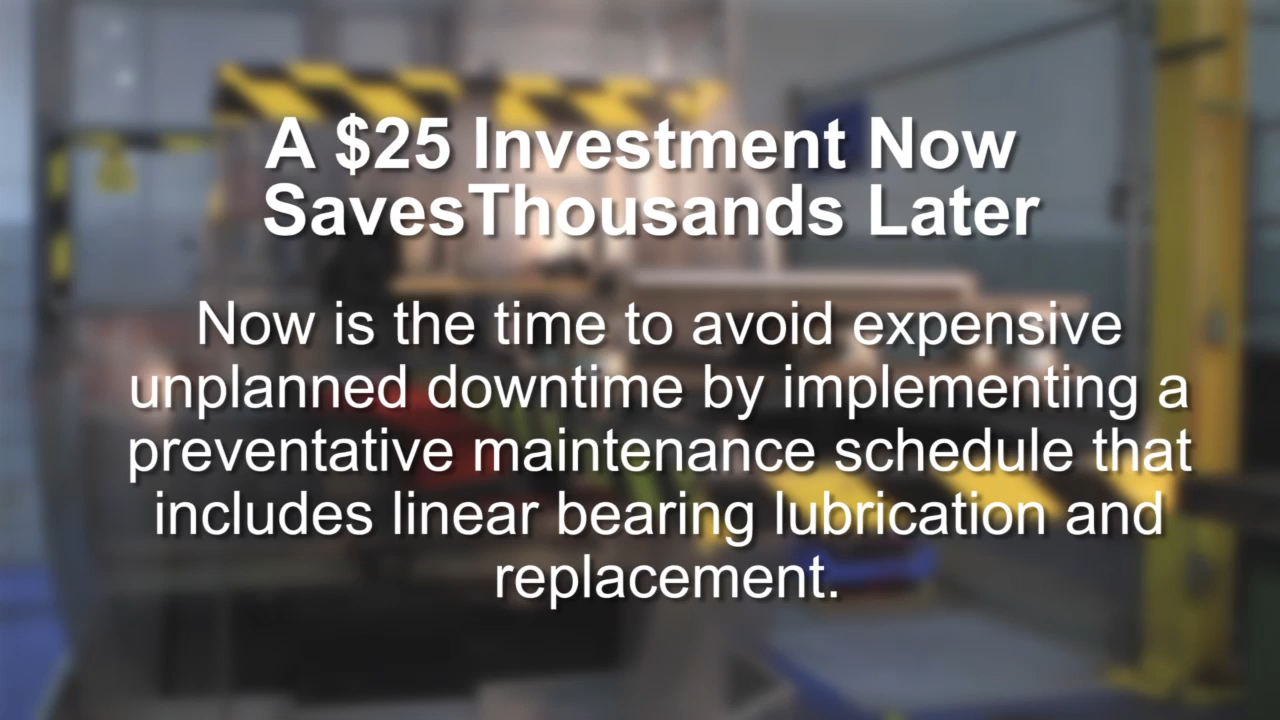 A $25 Investment Now
SavesThousands Later
Now is the time to avoid expensive
unplanned downtime by implementing a
preventative maintenance schedule that
includes linear bearing lubrication and
replacement.